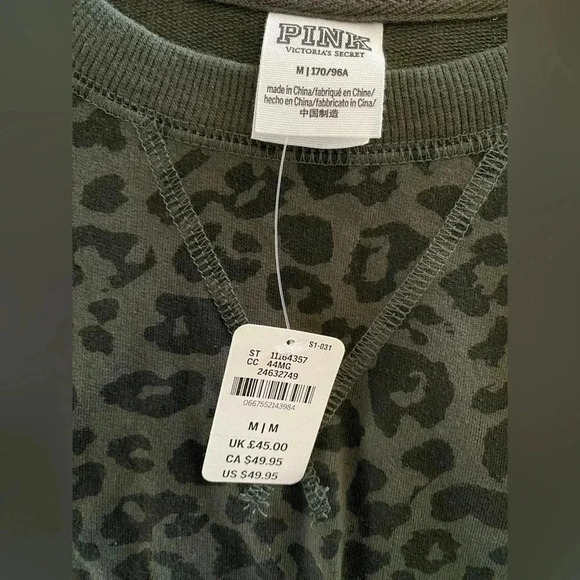 PINK
VICTORIA'S SECRET
M | 170/96A
made in China/fabriqué en Chine/
hecho en China/fabbricato in Cina/
中国制造
S1-031
ST 11164357
CC 44MG
24632749
0667552143984
M | M
UK £45.00
CA $49.95
US $49.95